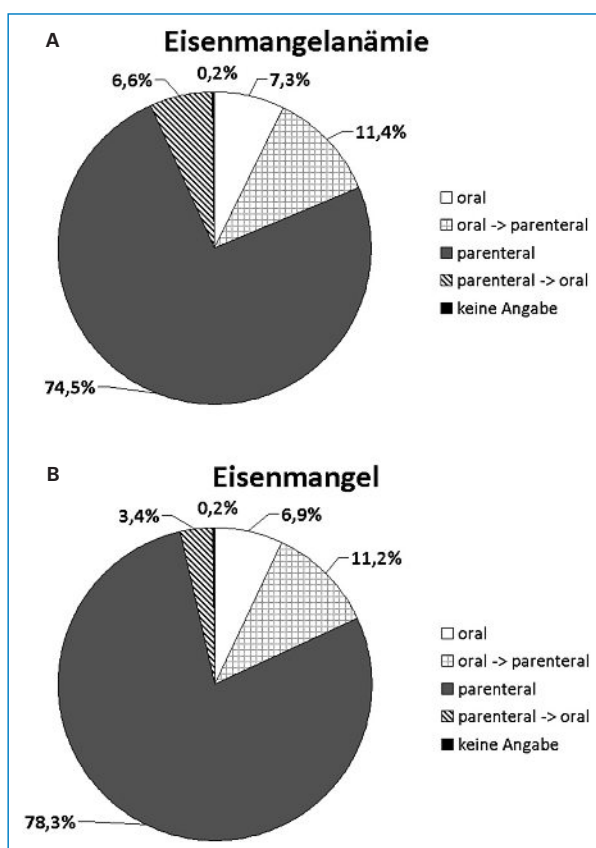 A
Eisenmangelanämie
6,6%
0,2%
7,3%
11,4%
74,5%
oral
oral -> parenteral
parenteral
parenteral -> oral
keine Angabe
B
Eisenmangel
3,4%
0,2%
6,9%
11,2%
78,3%
oral
oral -> parenteral
parenteral
parenteral -> oral
keine Angabe